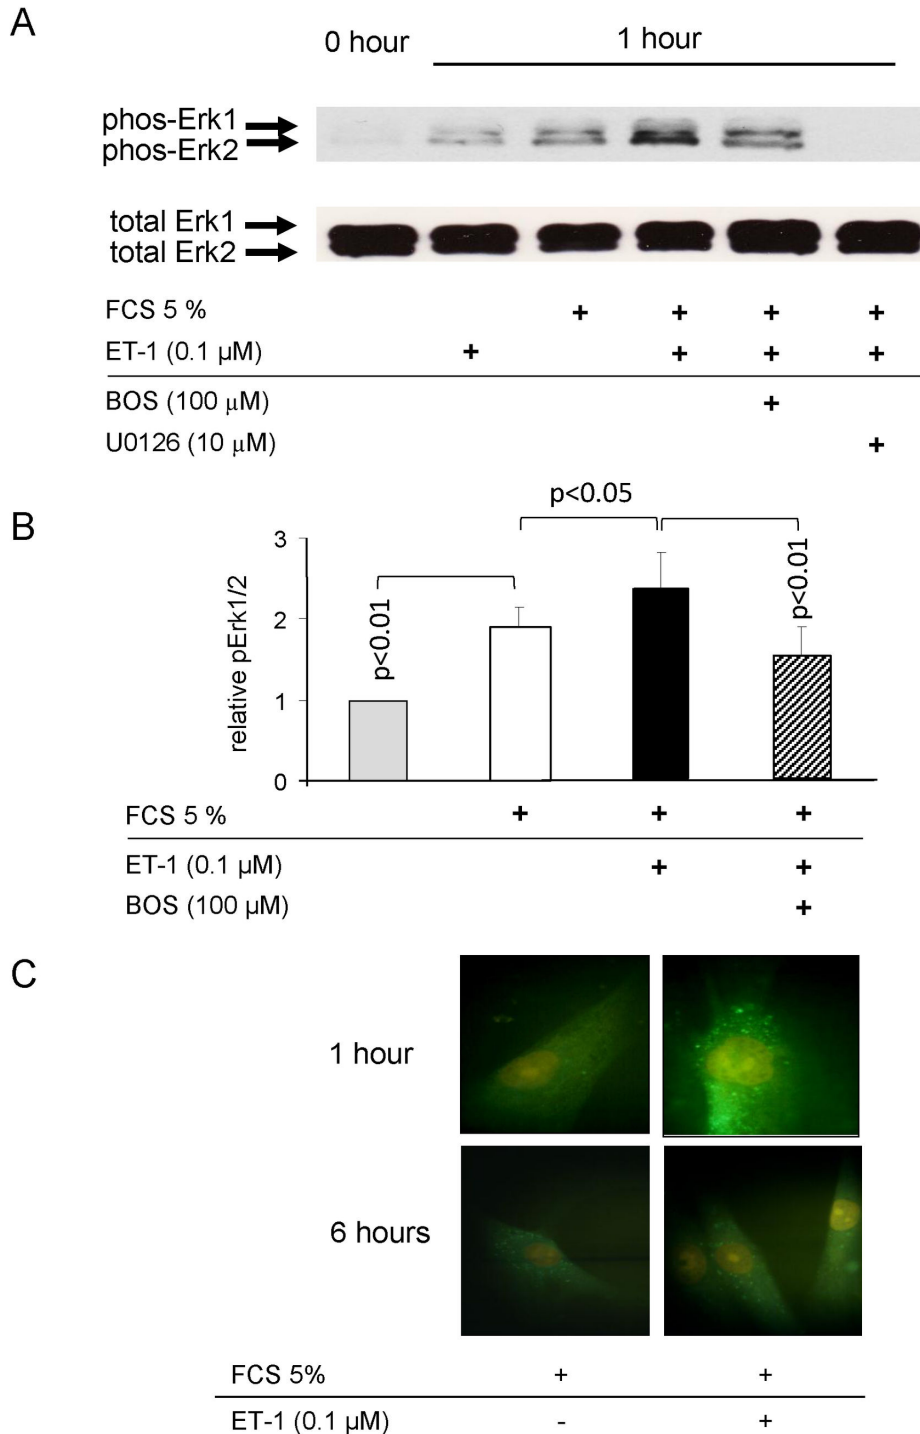 A
0 hour 1 hour
phos-Erk1
phos-Erk2
total Erk1
total Erk2
FCS 5 % + + + +
ET-1 (0.1 µM) + + + +
BOS (100 µM) +
U0126 (10 µM) +
B
p<0.05
p<0.01
p<0.01
relative pErk1/2
3
2
1
0
FCS 5 % + + +
ET-1 (0.1 µM) + +
BOS (100 µM) +
C
1 hour
6 hours
FCS 5% + +
ET-1 (0.1 µM) - +